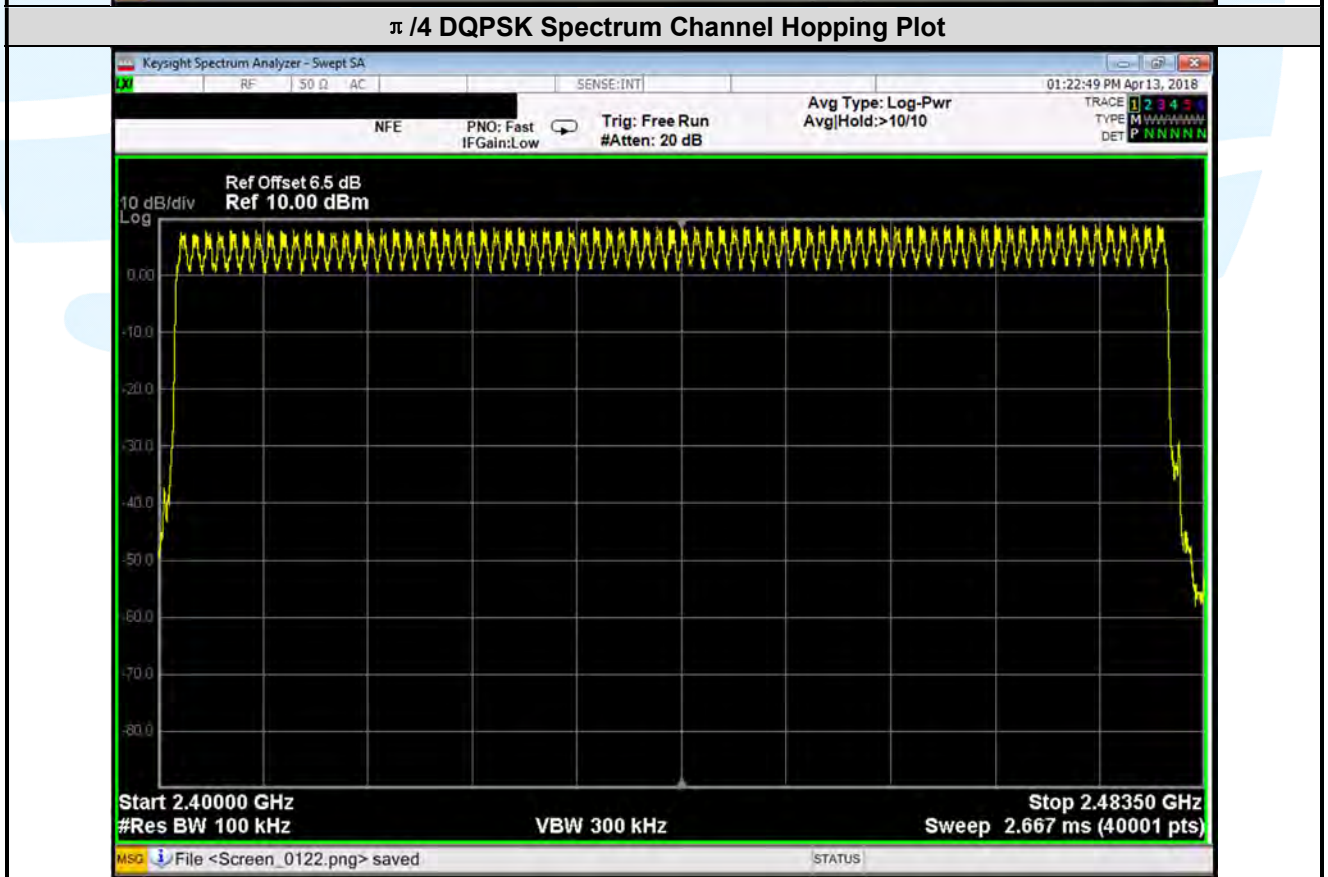 π/4 DQPSK Spectrum Channel Hopping Plot
Keysight Spectrum Analyzer - Swept SA
LXI RF 50 Ω AC SENSE:INT 01:22:49 PM Apr 13, 2018
NFE PNO: Fast Trig: Free Run Avg Type: Log-Pwr TRACE 1 2 3 4 5 6
IFGain:Low #Atten: 20 dB Avg|Hold:>10/10 TYPE M WWWWW
DET P NNNNN
Ref Offset 6.5 dB
10 dB/div Ref 10.00 dBm
Log
0.00
-10.0
-20.0
-30.0
-40.0
-50.0
-60.0
-70.0
-80.0
Start 2.40000 GHz Stop 2.48350 GHz
#Res BW 100 kHz VBW 300 kHz Sweep 2.667 ms (40001 pts)
MSG File <Screen_0122.png> saved STATUS